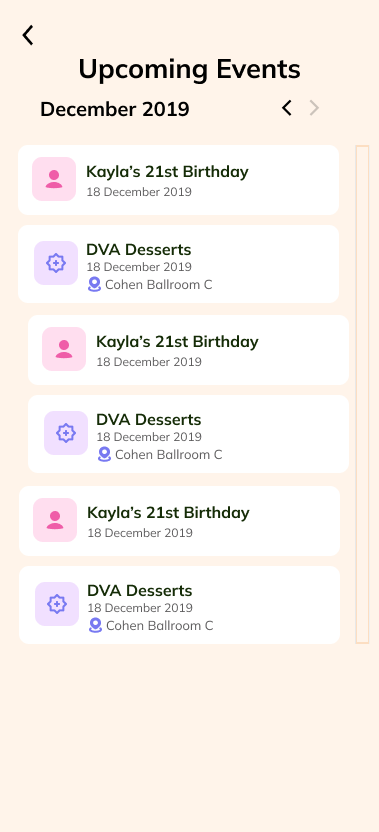 Upcoming Events
December 2019
Kayla’s 21st Birthday
18 December 2019
DVA Desserts
18 December 2019
Cohen Ballroom C
Kayla’s 21st Birthday
18 December 2019
DVA Desserts
18 December 2019
Cohen Ballroom C
Kayla’s 21st Birthday
18 December 2019
DVA Desserts
18 December 2019
Cohen Ballroom C